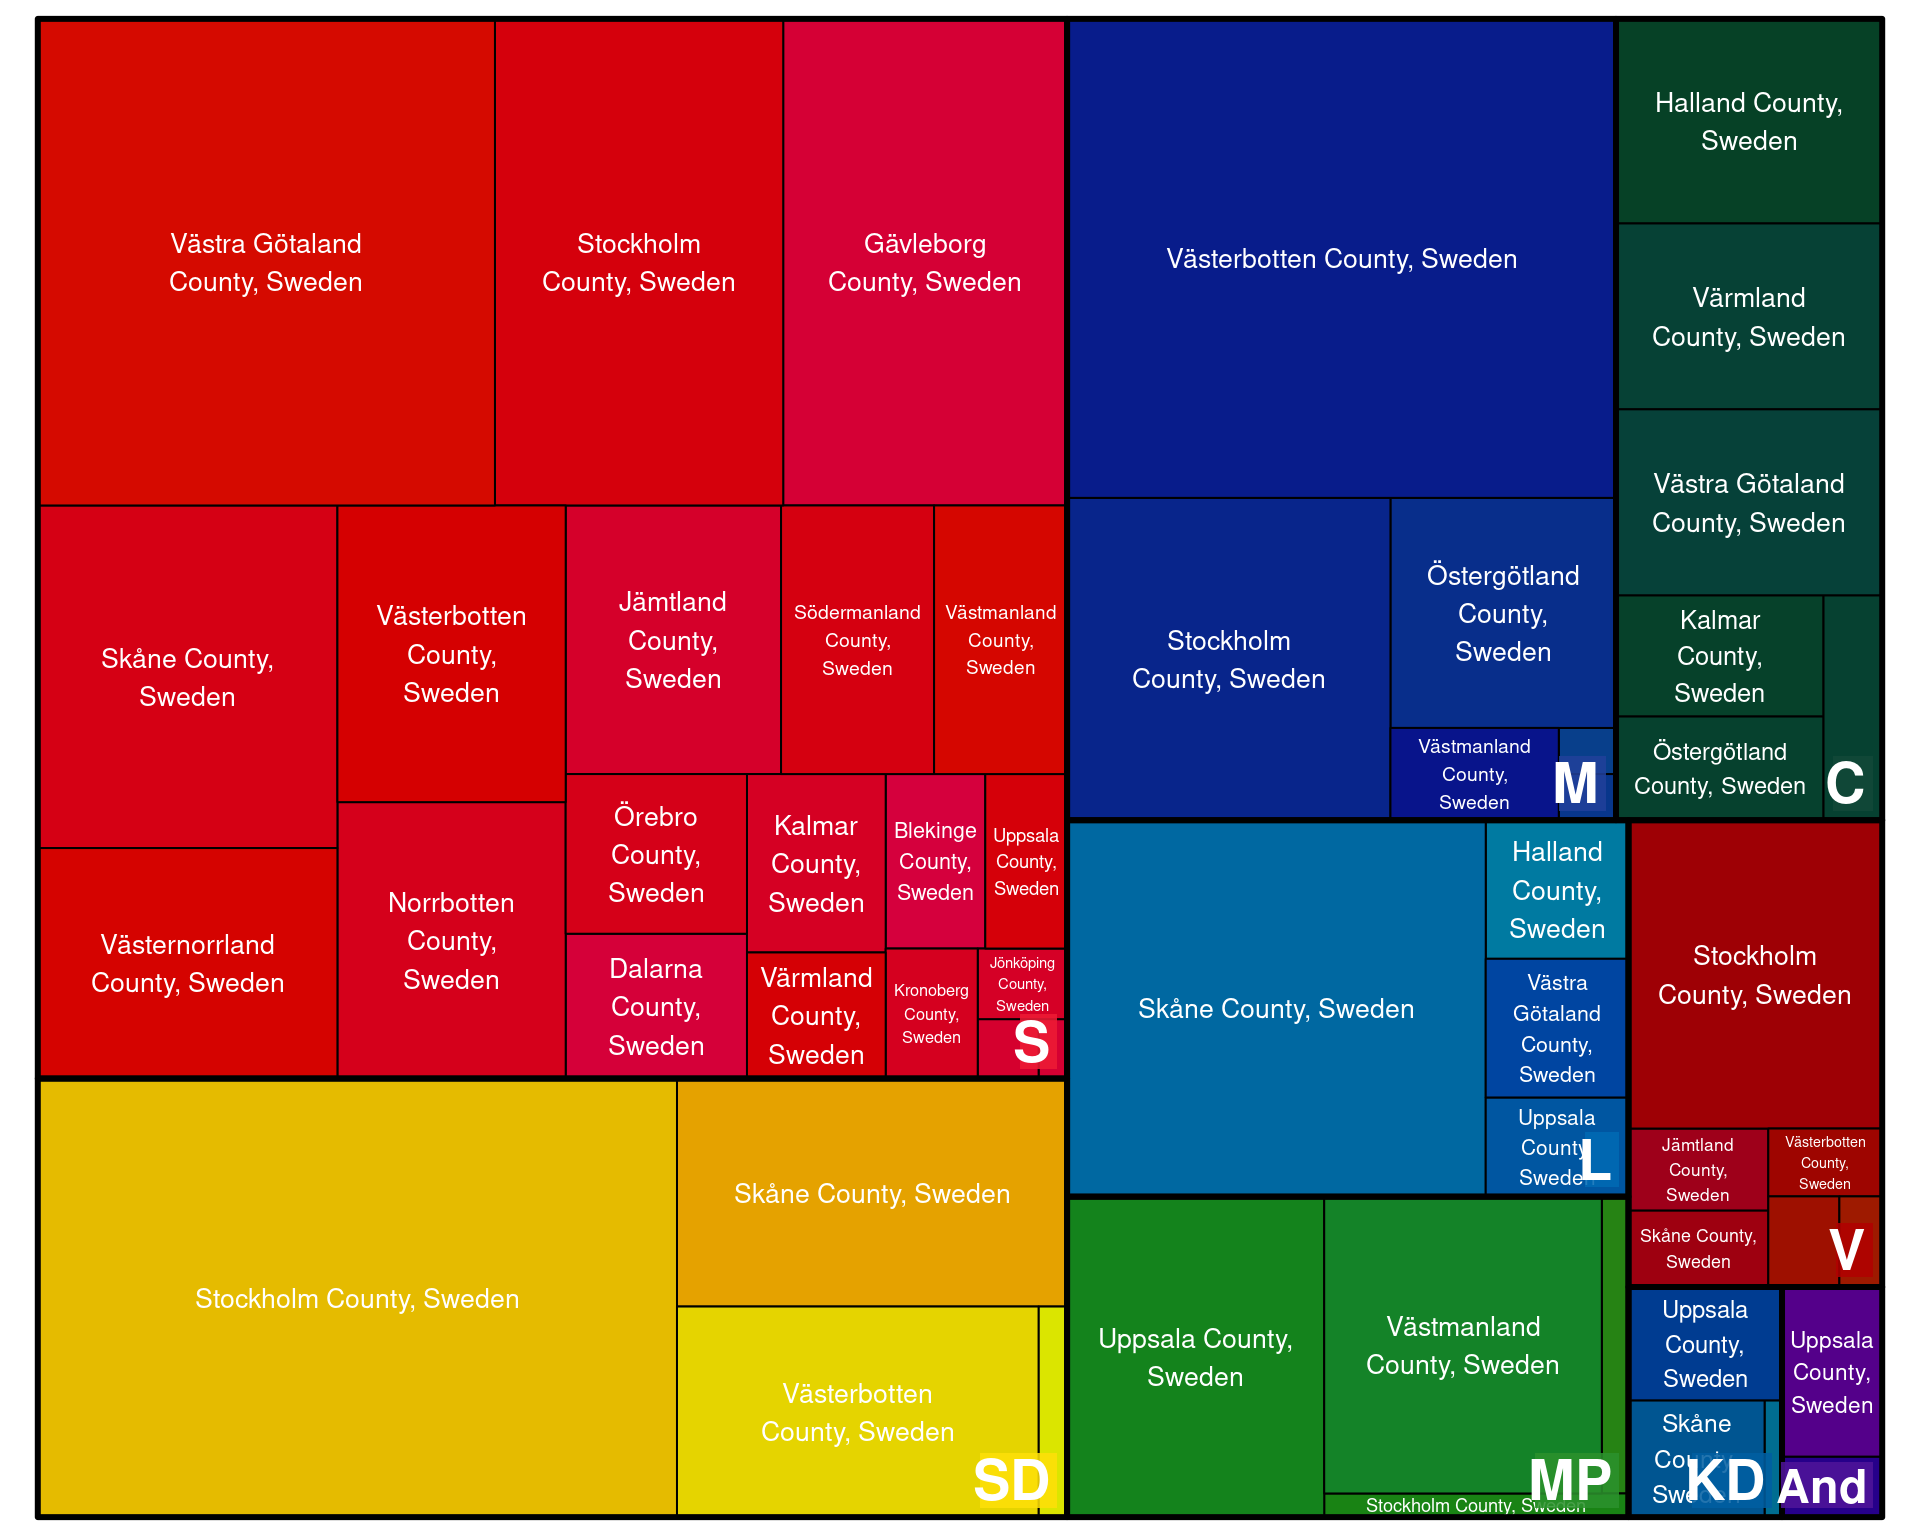 Västra Götaland
County, Sweden
Stockholm
County, Sweden
Gävleborg
County, Sweden
Skåne County,
Sweden
Västerbotten
County,
Sweden
Jämtland
County,
Sweden
Södermanland
County,
Sweden
Västmanland
County,
Sweden
Västernorrland
County, Sweden
Norrbotten
County,
Sweden
Örebro
County,
Sweden
Kalmar
County,
Sweden
Blekinge
County,
Sweden
Uppsala
County,
Sweden
Dalarna
County,
Sweden
Värmland
County,
Sweden
Kronoberg
County,
Sweden
Jönköping
County,
Sweden
S
Stockholm County, Sweden
Skåne County, Sweden
Västerbotten
County, Sweden
SD
Västerbotten County, Sweden
Stockholm
County, Sweden
Östergötland
County,
Sweden
Västmanland
County,
Sweden
M
Halland County,
Sweden
Värmland
County, Sweden
Västra Götaland
County, Sweden
Kalmar
County,
Sweden
Östergötland
County, Sweden
C
Skåne County, Sweden
Halland
County,
Sweden
Västra
Götaland
County,
Sweden
Uppsala
County,
Sweden
L
Stockholm
County, Sweden
Jämtland
County,
Sweden
Västerbotten
County,
Sweden
Skåne County,
Sweden
V
Uppsala County,
Sweden
Västmanland
County, Sweden
Stockholm County, Sweden
MP
Uppsala
County,
Sweden
Skåne
County,
Sweden
KD
Uppsala
County,
Sweden
And